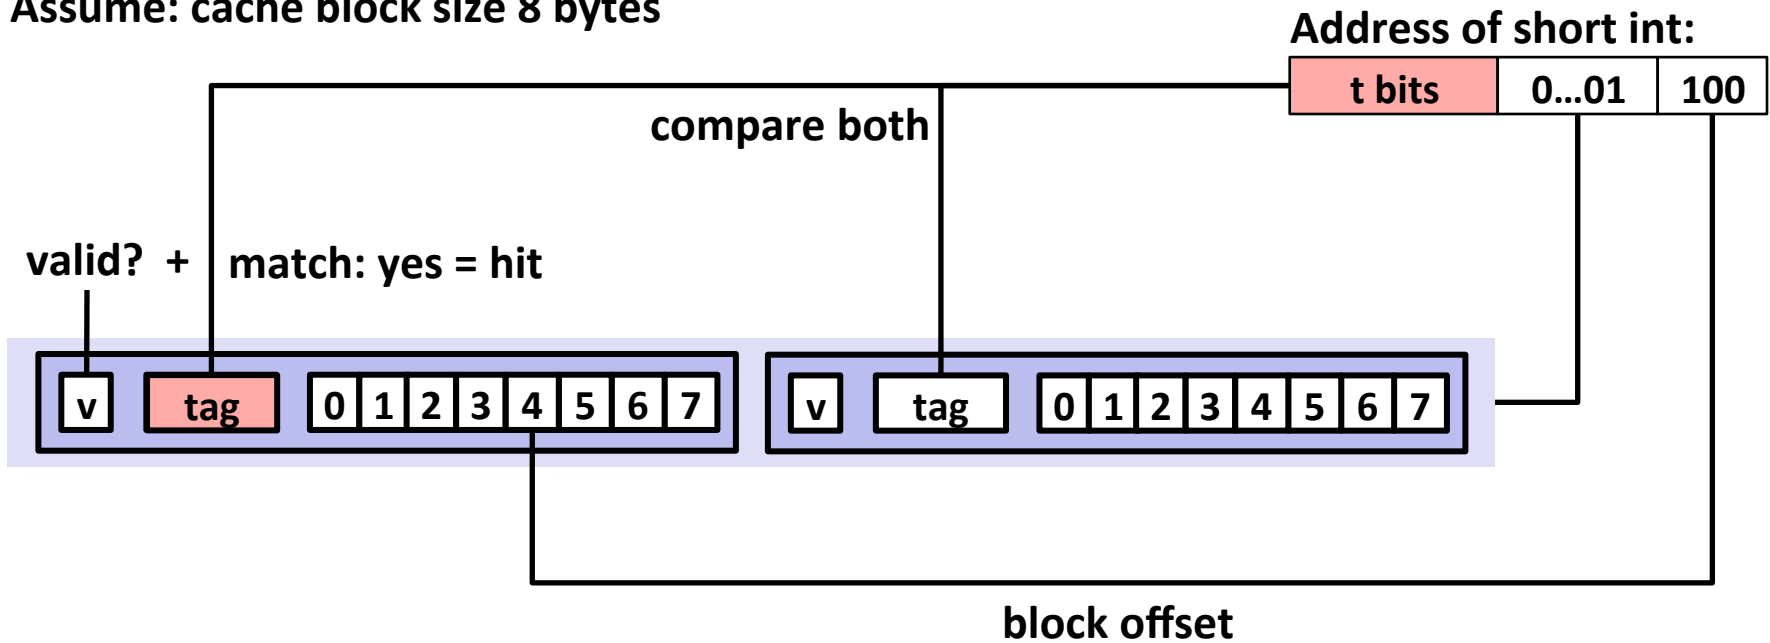 Assume: cache block size 8 bytes
Address of short int:
t bits 0...01 100
compare both
valid? + match: yes = hit
v tag 0 1 2 3 4 5 6 7 v tag 0 1 2 3 4 5 6 7
block offset